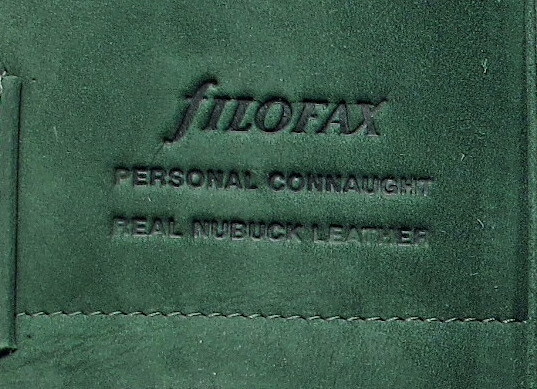 filofax
PERSONAL CONNAUGHT
REAL NUBUCK LEATHER